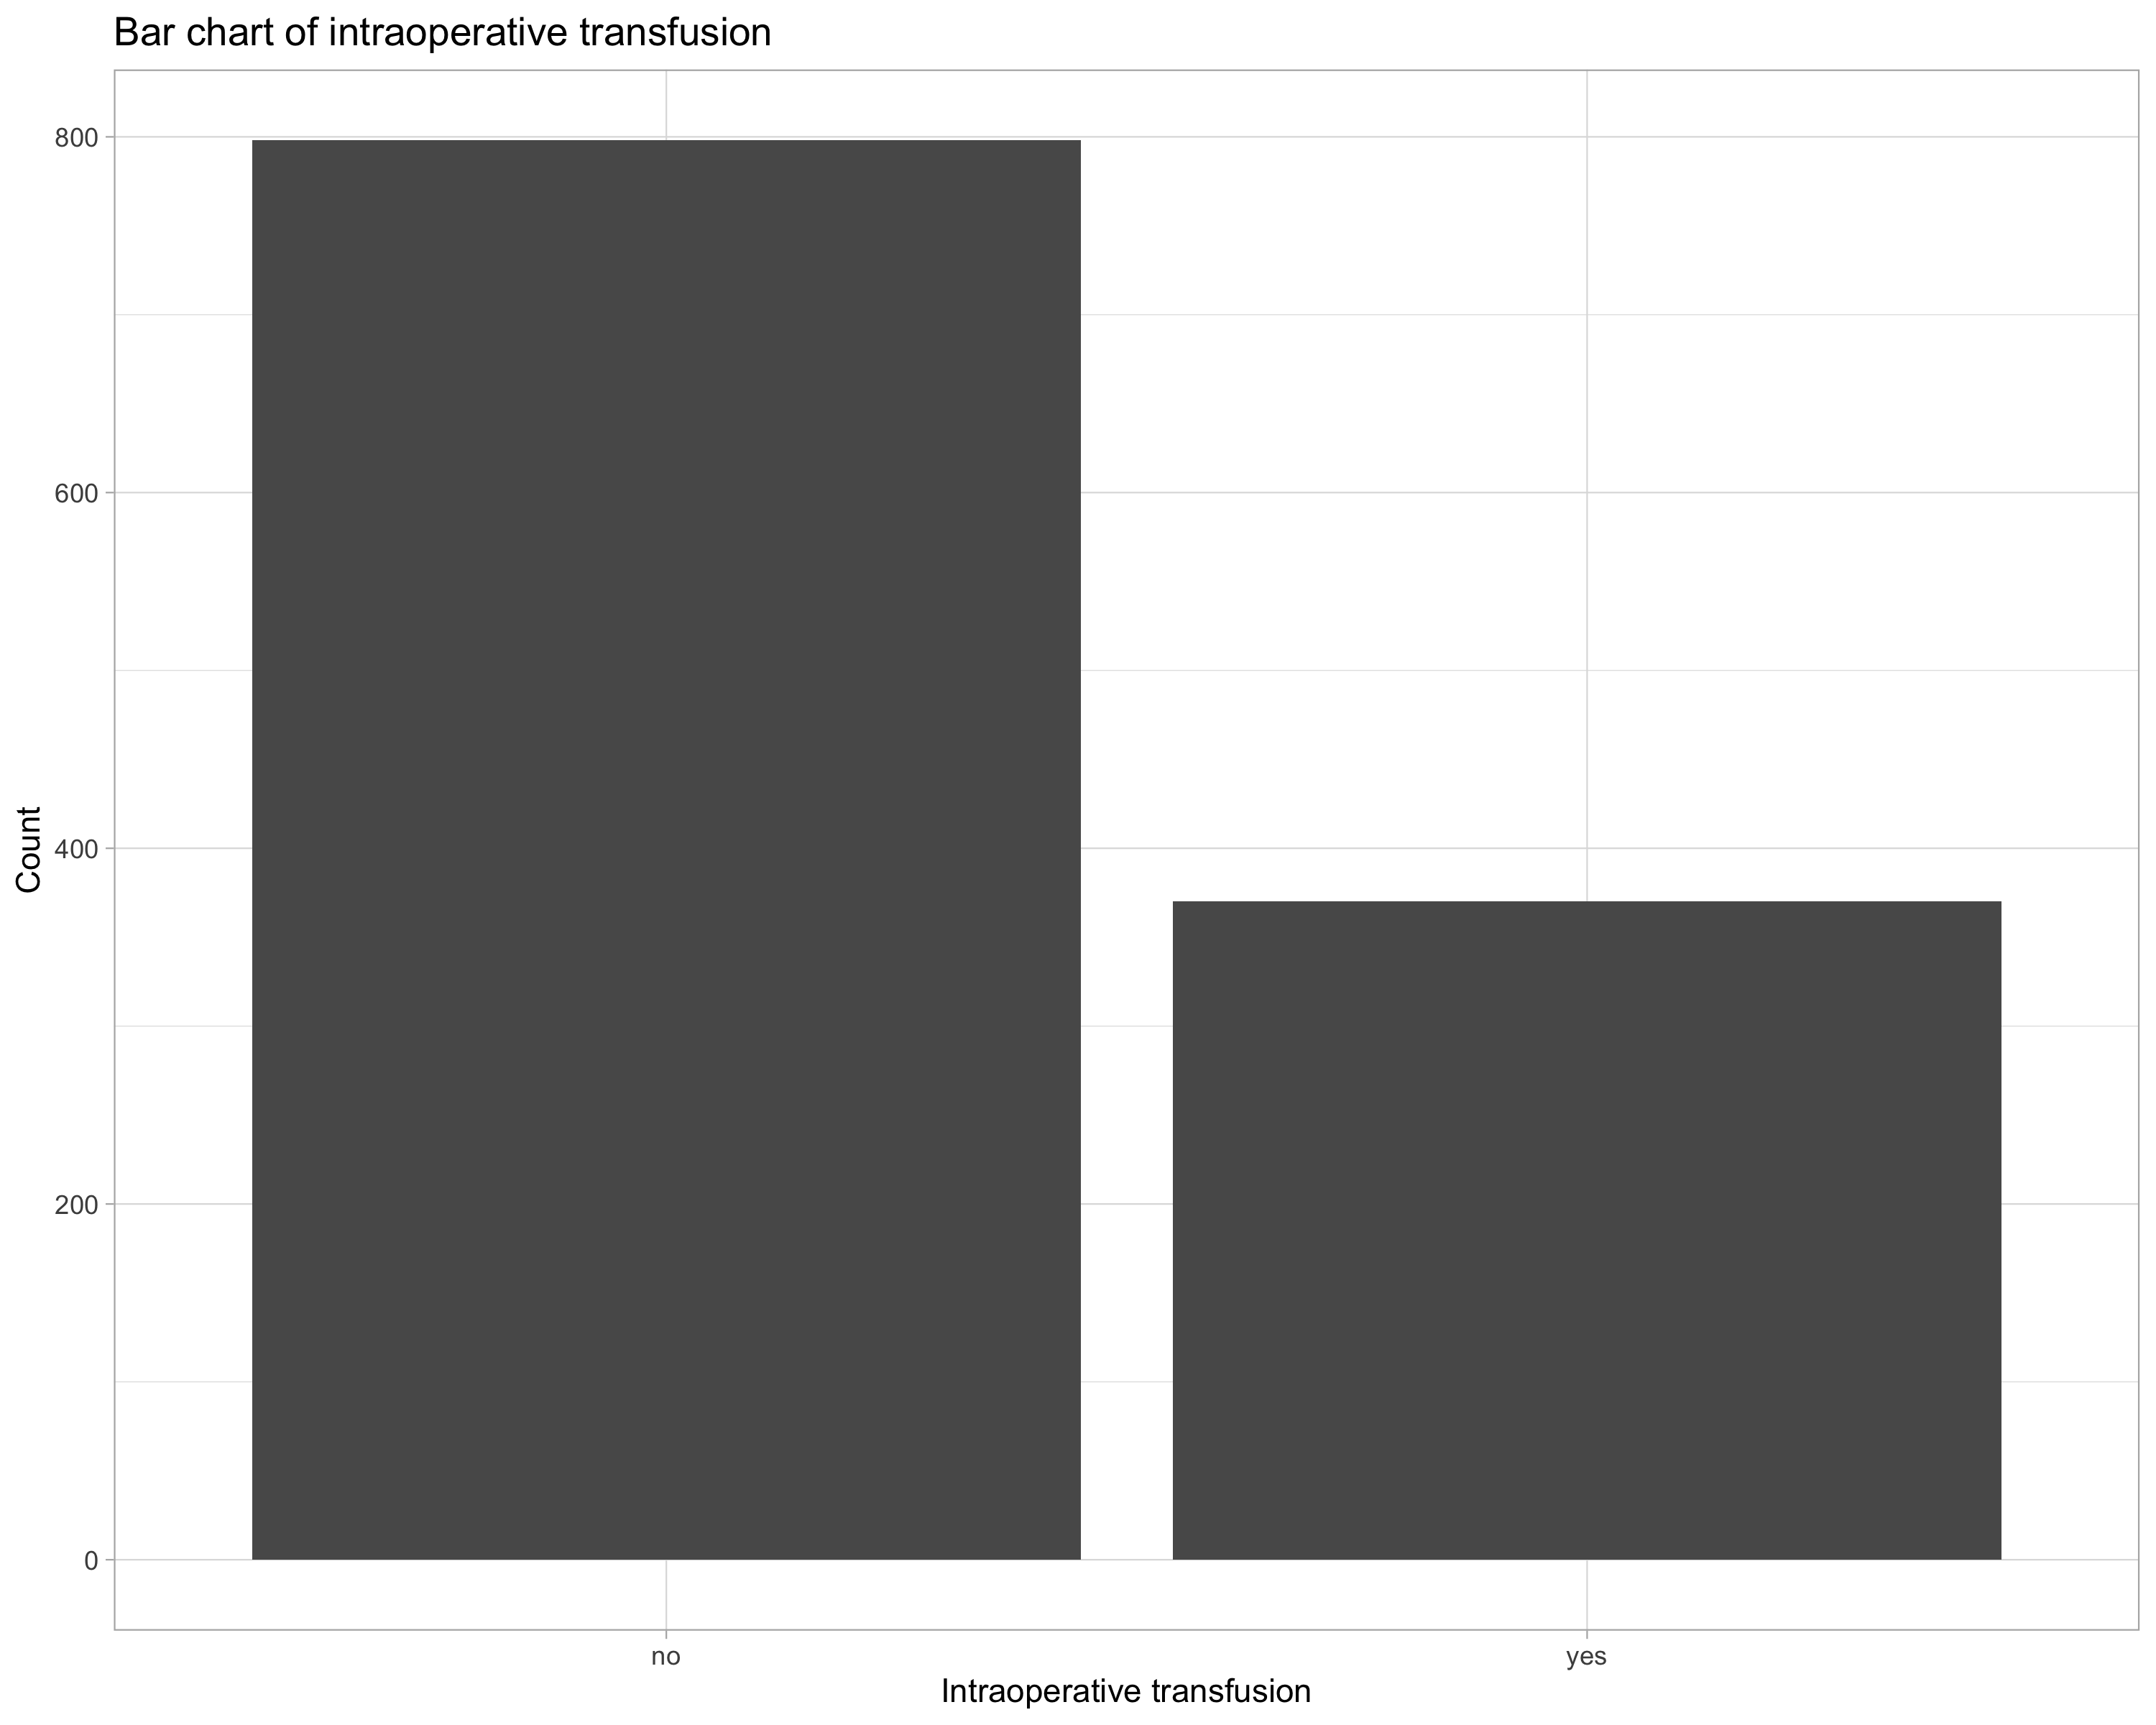 Bar chart of intraoperative transfusion
800
600
400
200
0
Count
no
yes
Intraoperative transfusion